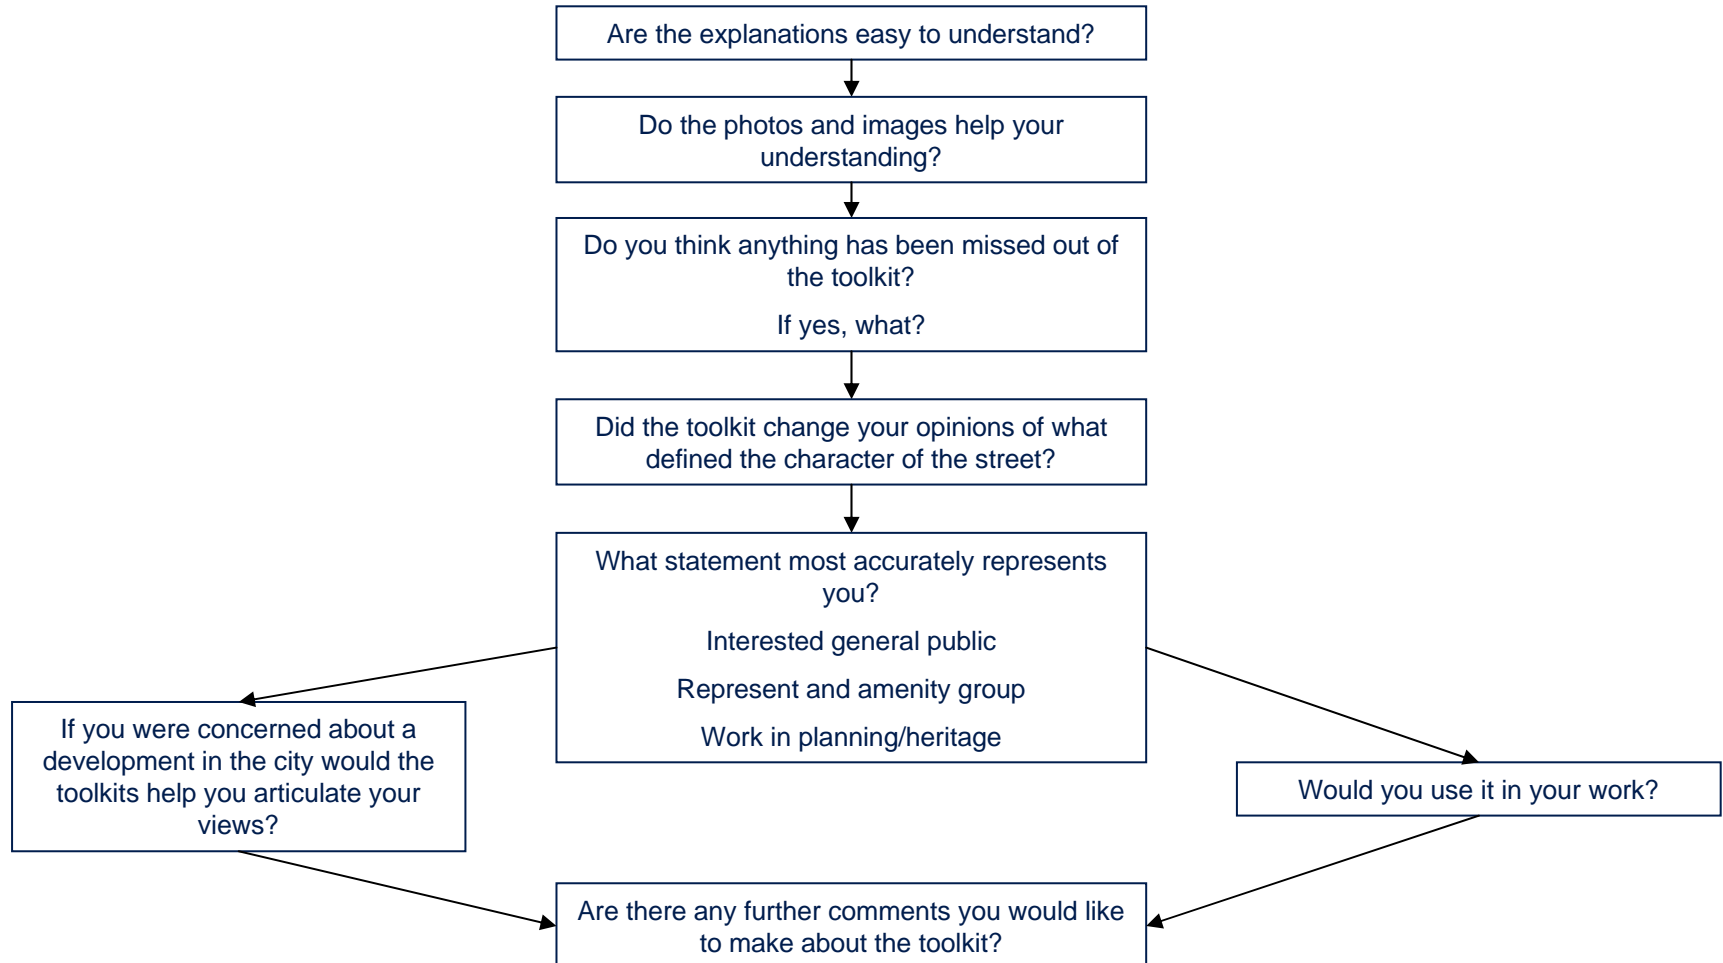 Are the explanations easy to understand?
Do the photos and images help your
understanding?
Do you think anything has been missed out of
the toolkit?
If yes, what?
Did the toolkit change your opinions of what
defined the character of the street?
What statement most accurately represents
you?
Interested general public
Represent and amenity group
Work in planning/heritage
If you were concerned about a
development in the city would the
toolkits help you articulate your
views?
Would you use it in your work?
Are there any further comments you would like
to make about the toolkit?